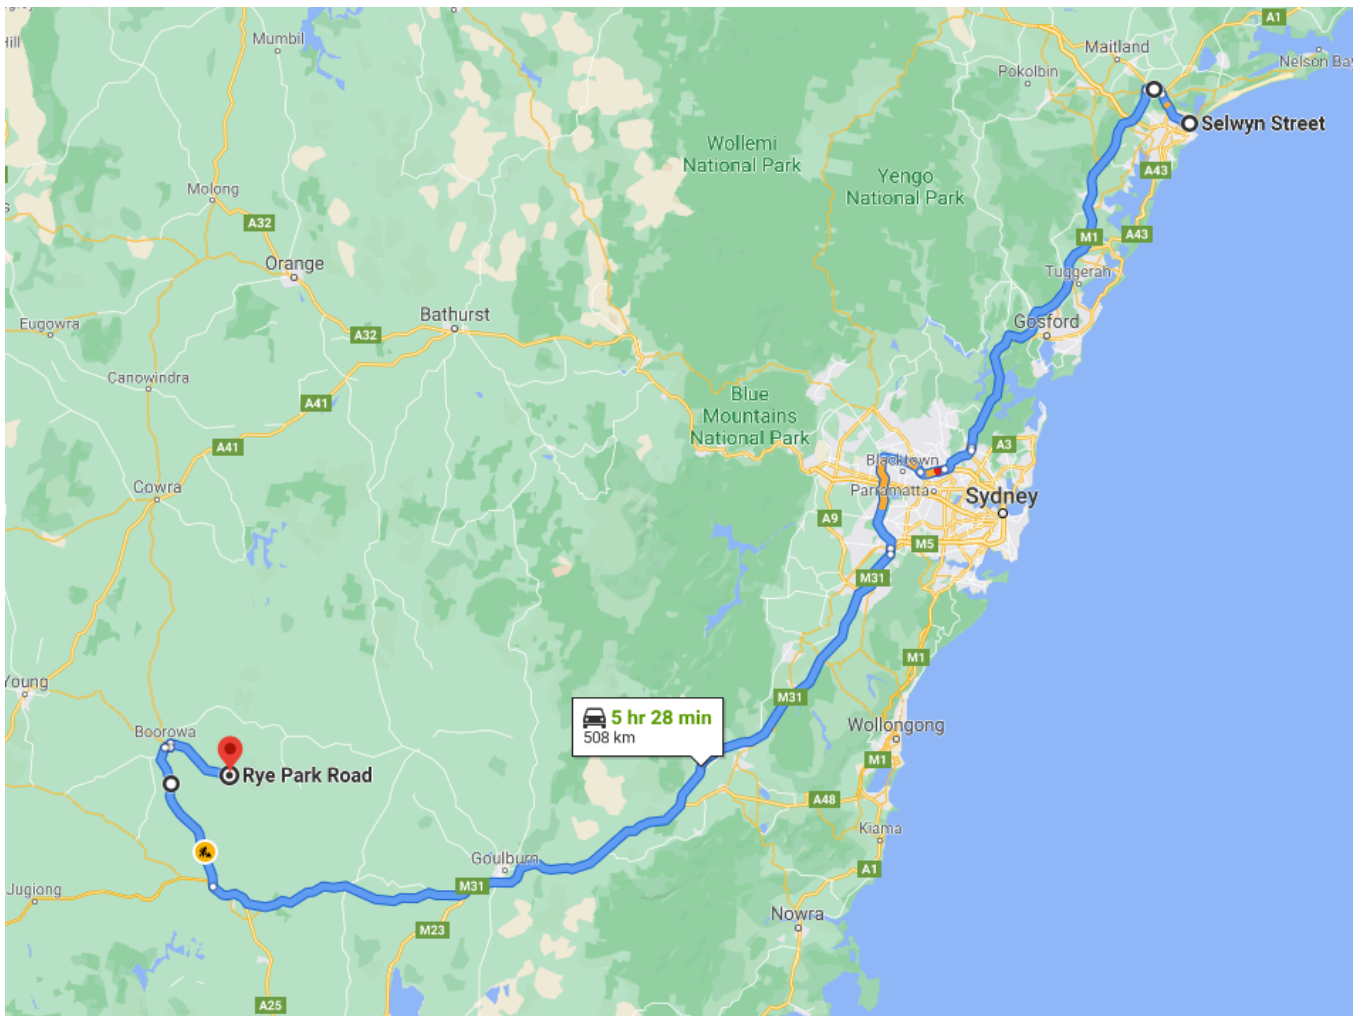 A1
Mumbil
Maitland
Nelson Bay
Pokolbin
Selwyn Street
Wollemi
National Park
A43
Yengo
National Park
Molong
A32
M1
A43
Orange
Tuggerah
Eugowra
Bathurst
Gosford
A32
Canowindra
Blue
Mountains
National Park
A41
A41
A3
Blacktown
Cowra
Parramatta
Sydney
A9
M5
M31
M1
Young
M31
5 hr 28 min
508 km
Wollongong
Boorowa
M1
Rye Park Road
A48
Kiama
Goulburn
A1
Jugiong
M31
Nowra
M23
A25